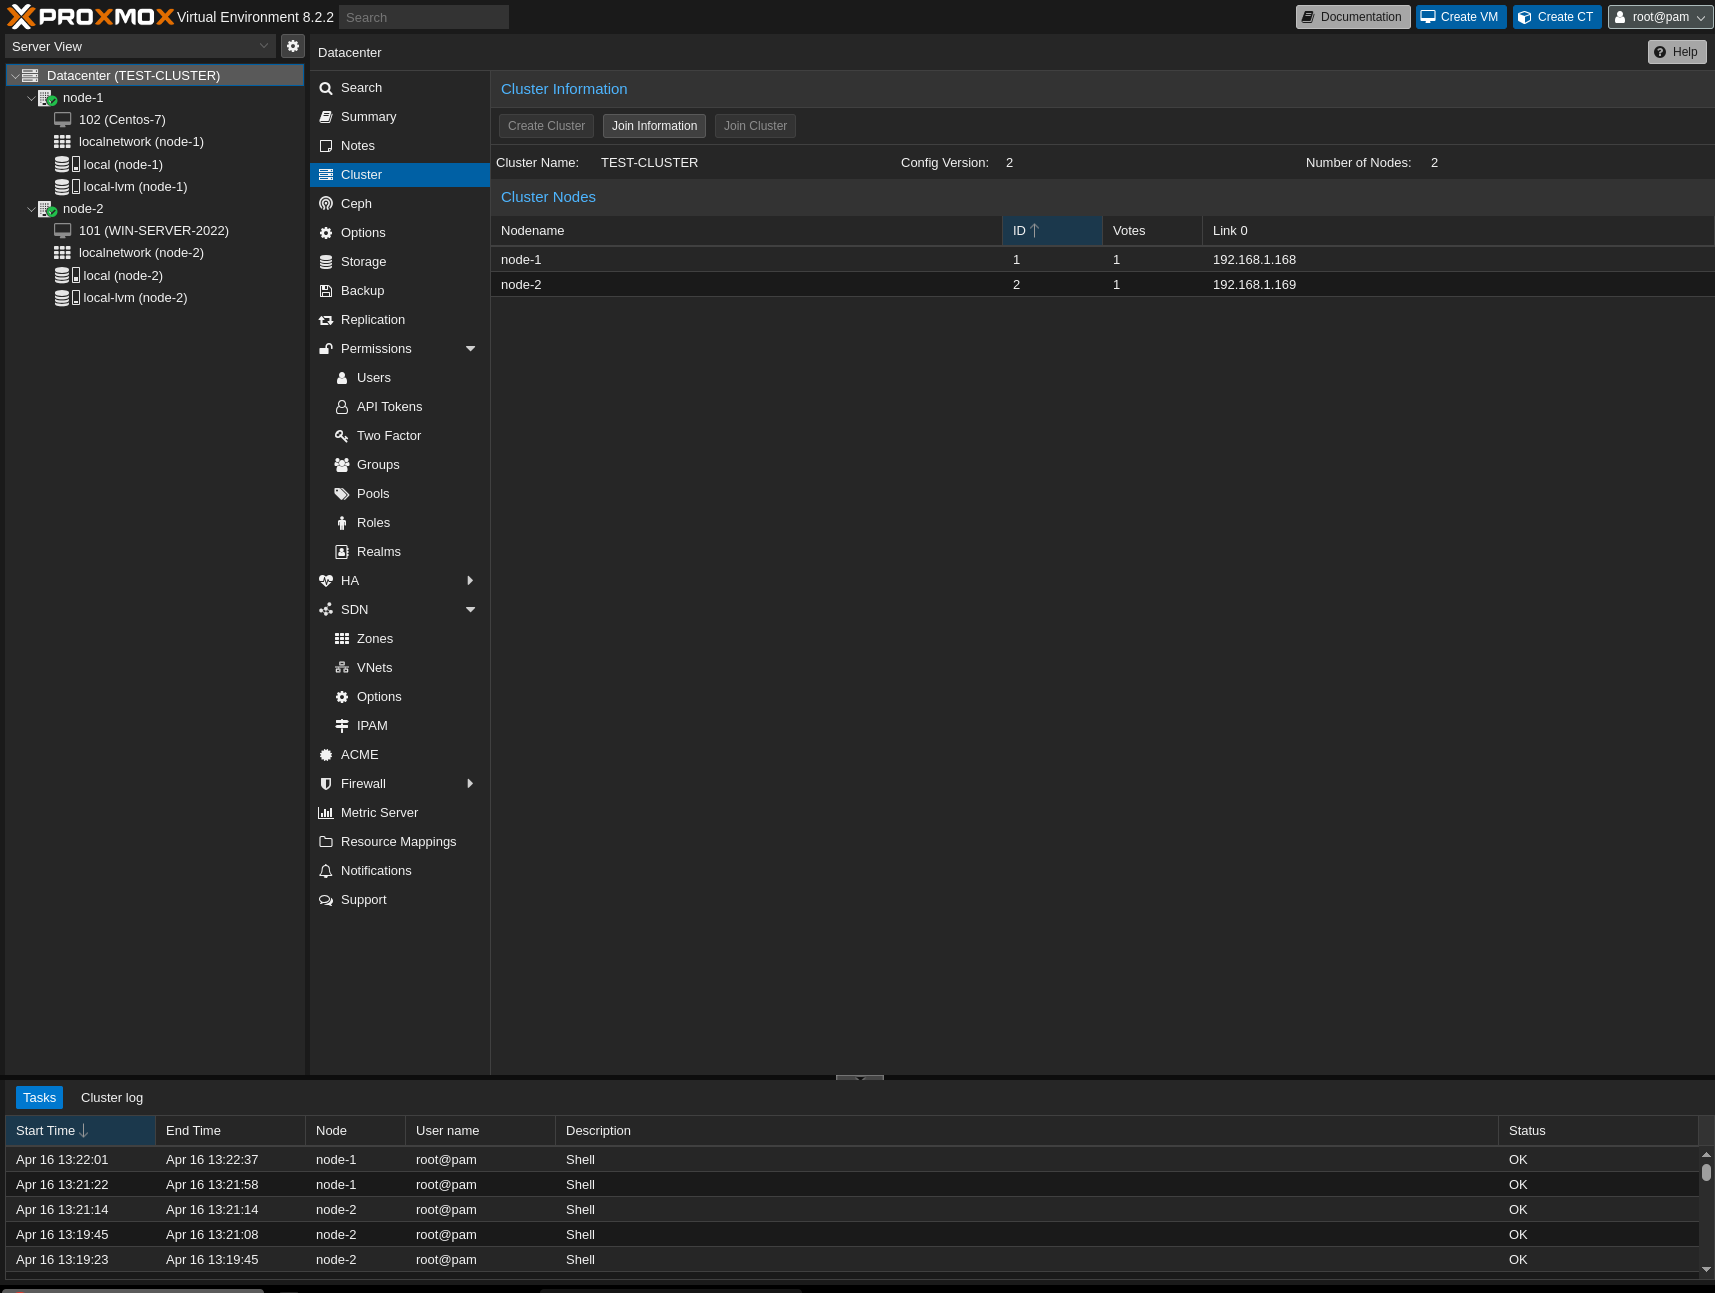 PROXMOX Virtual Environment 8.2.2 Search Documentation Create VM Create CT root@pam
Server View
Datacenter (TEST-CLUSTER)
node-1
102 (Centos-7)
localnetwork (node-1)
local (node-1)
local-lvm (node-1)
node-2
101 (WIN-SERVER-2022)
localnetwork (node-2)
local (node-2)
local-lvm (node-2)
Datacenter Help
Search
Summary
Notes
Cluster
Ceph
Options
Storage
Backup
Replication
Permissions
Users
API Tokens
Two Factor
Groups
Pools
Roles
Realms
HA
SDN
Zones
VNets
Options
IPAM
ACME
Firewall
Metric Server
Resource Mappings
Notifications
Support
Cluster Information
Create Cluster Join Information Join Cluster
Cluster Name: TEST-CLUSTER Config Version: 2 Number of Nodes: 2
Cluster Nodes
Nodename ID Votes Link 0
node-1 1 1 192.168.1.168
node-2 2 1 192.168.1.169
Tasks Cluster log
Start Time End Time Node User name Description Status
Apr 16 13:22:01 Apr 16 13:22:37 node-1 root@pam Shell OK
Apr 16 13:21:22 Apr 16 13:21:58 node-1 root@pam Shell OK
Apr 16 13:21:14 Apr 16 13:21:14 node-2 root@pam Shell OK
Apr 16 13:19:45 Apr 16 13:21:08 node-2 root@pam Shell OK
Apr 16 13:19:23 Apr 16 13:19:45 node-2 root@pam Shell OK